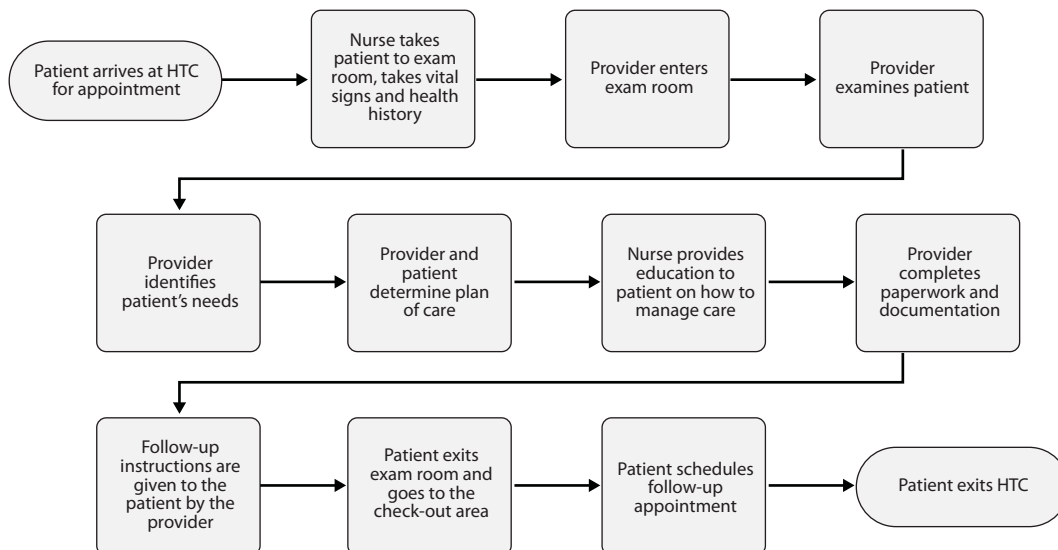 Patient arrives at HTC
for appointment
Nurse takes
patient to exam
room, takes vital
signs and health
history
Provider enters
exam room
Provider
examines patient
Provider
identifies
patient’s needs
Provider and
patient
determine plan
of care
Nurse provides
education to
patient on how to
manage care
Provider
completes
paperwork and
documentation
Follow-up
instructions are
given to the
patient by the
provider
Patient exits
exam room and
goes to the
check-out area
Patient schedules
follow-up
appointment
Patient exits HTC